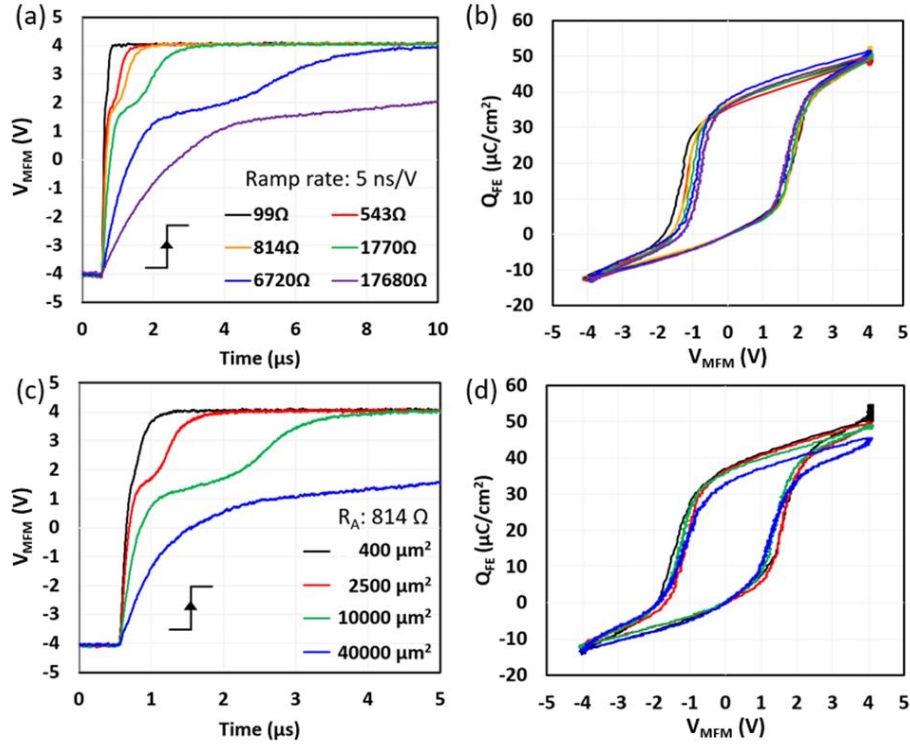 (a)
5
4
3
2
1
0
-1
-2
-3
-4
-5
V_MFM (V)
Ramp rate: 5 ns/V
99Ω 543Ω
814Ω 1770Ω
6720Ω 17680Ω
0 2 4 6 8 10
Time (µs)
(b)
60
50
40
30
20
10
0
-10
-20
Q_FE (µC/cm²)
-5 -4 -3 -2 -1 0 1 2 3 4 5
V_MFM (V)
(c)
5
4
3
2
1
0
-1
-2
-3
-4
-5
V_MFM (V)
R_A: 814 Ω
400 µm²
2500 µm²
10000 µm²
40000 µm²
0 1 2 3 4 5
Time (µs)
(d)
60
50
40
30
20
10
0
-10
-20
Q_FE (µC/cm²)
-5 -4 -3 -2 -1 0 1 2 3 4 5
V_MFM (V)